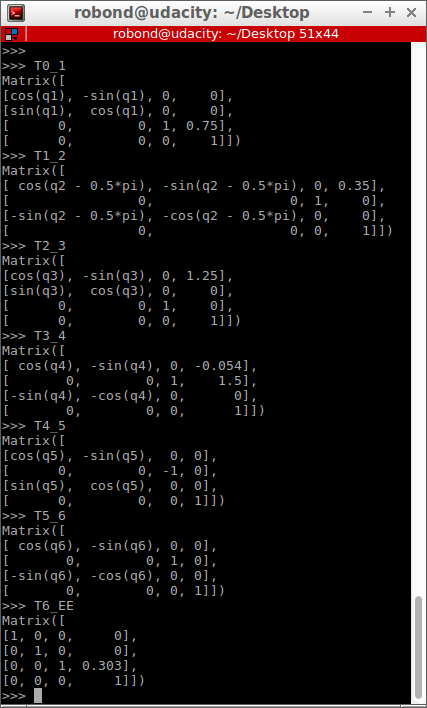 robond@udacity: ~/Desktop
robond@udacity: ~/Desktop 51x44
>>>
>>> T0_1
Matrix([
[cos(q1), -sin(q1), 0,    0],
[sin(q1),  cos(q1), 0,    0],
[      0,        0, 1, 0.75],
[      0,        0, 0,    1]])
>>> T1_2
Matrix([
[ cos(q2 - 0.5*pi), -sin(q2 - 0.5*pi), 0, 0.35],
[                0,                 0, 1,    0],
[-sin(q2 - 0.5*pi), -cos(q2 - 0.5*pi), 0,    0],
[                0,                 0, 0,    1]])
>>> T2_3
Matrix([
[cos(q3), -sin(q3), 0, 1.25],
[sin(q3),  cos(q3), 0,    0],
[      0,        0, 1,    0],
[      0,        0, 0,    1]])
>>> T3_4
Matrix([
[ cos(q4), -sin(q4), 0, -0.054],
[       0,        0, 1,    1.5],
[-sin(q4), -cos(q4), 0,      0],
[       0,        0, 0,      1]])
>>> T4_5
Matrix([
[cos(q5), -sin(q5),  0, 0],
[      0,        0, -1, 0],
[sin(q5),  cos(q5),  0, 0],
[      0,        0,  0, 1]])
>>> T5_6
Matrix([
[ cos(q6), -sin(q6), 0, 0],
[       0,        0, 1, 0],
[-sin(q6), -cos(q6), 0, 0],
[       0,        0, 0, 1]])
>>> T6_EE
Matrix([
[1, 0, 0,     0],
[0, 1, 0,     0],
[0, 0, 1, 0.303],
[0, 0, 0,     1]])
>>>